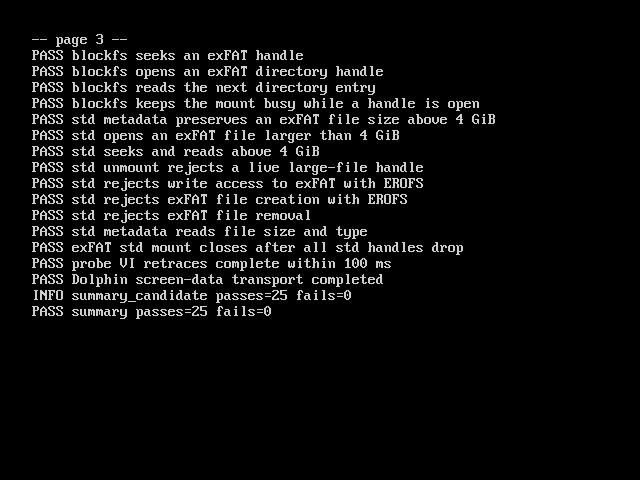 -- page 3 --
PASS blockfs seeks an exFAT handle
PASS blockfs opens an exFAT directory handle
PASS blockfs reads the next directory entry
PASS blockfs keeps the mount busy while a handle is open
PASS std metadata preserves an exFAT file size above 4 GiB
PASS std opens an exFAT file larger than 4 GiB
PASS std seeks and reads above 4 GiB
PASS std unmount rejects a live large-file handle
PASS std rejects write access to exFAT with EROFS
PASS std rejects exFAT file creation with EROFS
PASS std rejects exFAT file removal
PASS std metadata reads file size and type
PASS exFAT std mount closes after all std handles drop
PASS probe VI retraces complete within 100 ms
PASS Dolphin screen-data transport completed
INFO summary_candidate passes=25 fails=0
PASS summary passes=25 fails=0